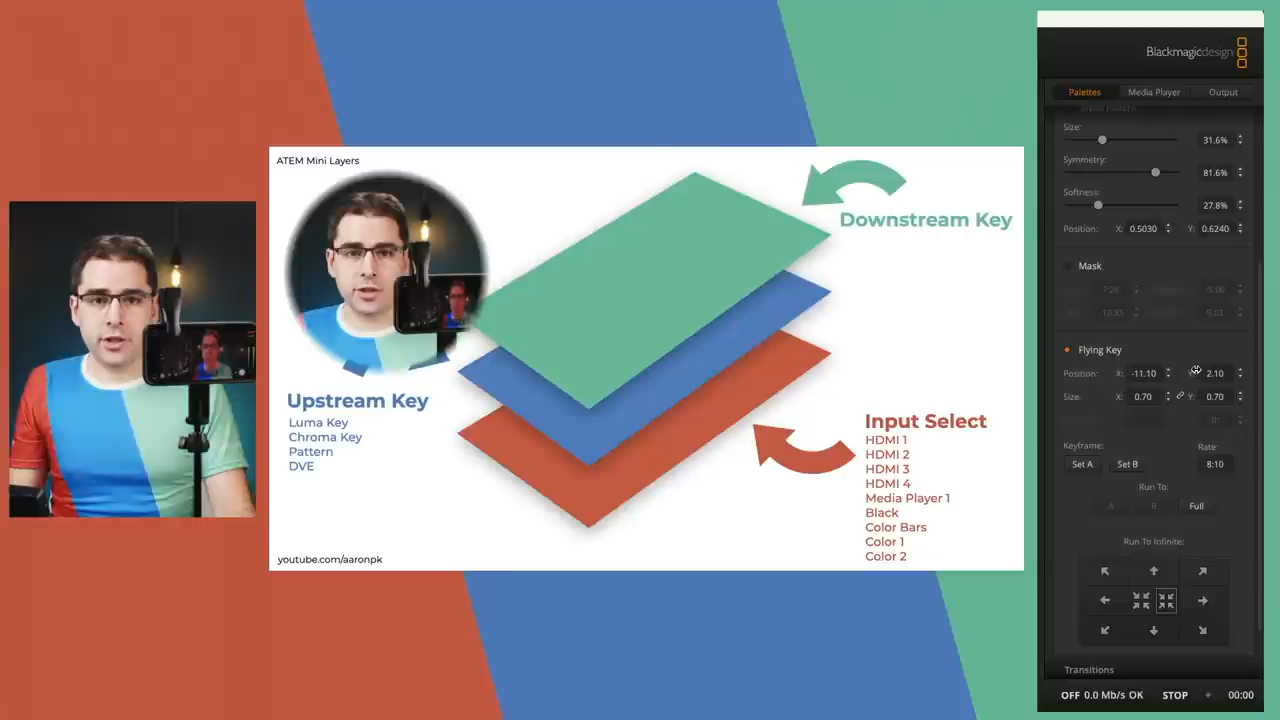 Blackmagicdesign
Palettes Media Player Output
Size: 31.6%
Symmetry: 81.6%
Softness: 27.8%
Position: X: 0.5030 Y: 0.6240
Mask
Flying Key
Position: X: -11.10 2.10
Size: X: 0.70 Y: 0.70
Keyframe: Rate:
Set A Set B 8:10
Run To:
A B Full
Run To Infinite:
Transitions
OFF 0.0 Mb/s OK STOP 00:00
ATEM Mini Layers
Downstream Key
Upstream Key
Luma Key
Chroma Key
Pattern
DVE
Input Select
HDMI 1
HDMI 2
HDMI 3
HDMI 4
Media Player 1
Black
Color Bars
Color 1
Color 2
youtube.com/aaronpk